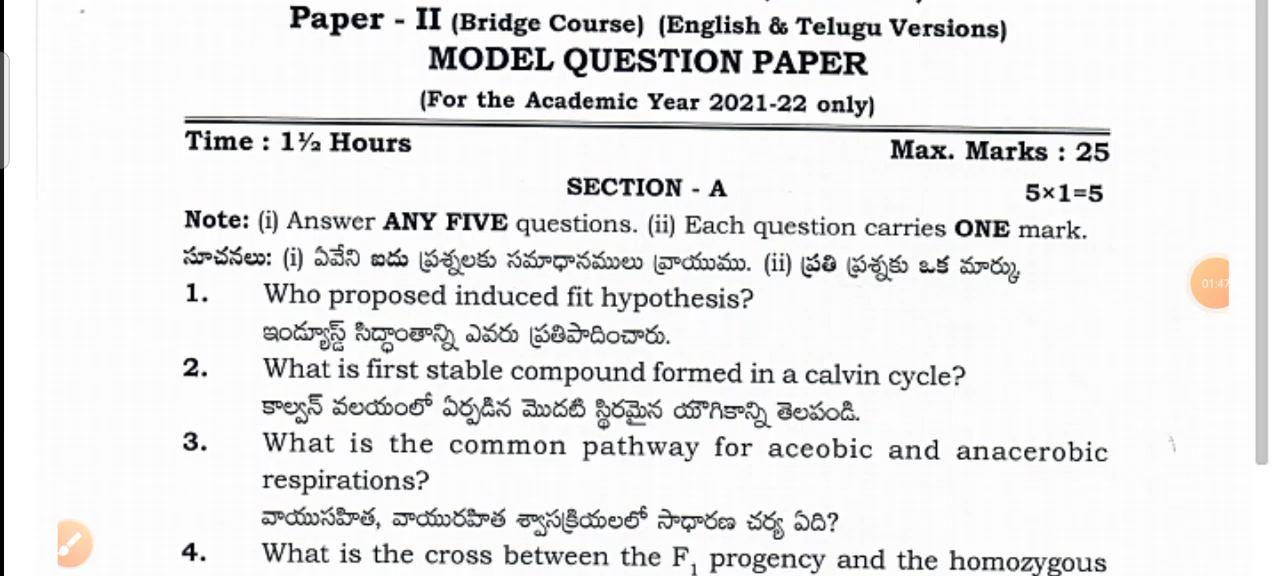 Paper - II (Bridge Course) (English & Telugu Versions)
MODEL QUESTION PAPER
(For the Academic Year 2021-22 only)
Time : 1½ Hours
Max. Marks : 25
SECTION - A
5×1=5
Note: (i) Answer ANY FIVE questions. (ii) Each question carries ONE mark.
సూచనలు: (i) ఏవేని ఐదు ప్రశ్నలకు సమాధానములు వ్రాయుము. (ii) ప్రతి ప్రశ్నకు ఒక మార్కు
1. Who proposed induced fit hypothesis?
ఇండ్యూస్డ్ సిద్ధాంతాన్ని ఎవరు ప్రతిపాదించారు.
2. What is first stable compound formed in a calvin cycle?
కాల్వన్ వలయంలో ఏర్పడిన మొదటి స్థిరమైన యౌగికాన్ని తెలపండి.
3. What is the common pathway for aceobic and anacerobic
respirations?
వాయుసహిత, వాయురహిత శ్వాసక్రియలలో సాధారణ చర్య ఏది?
4. What is the cross between the F₁ progency and the homozygous
01:47